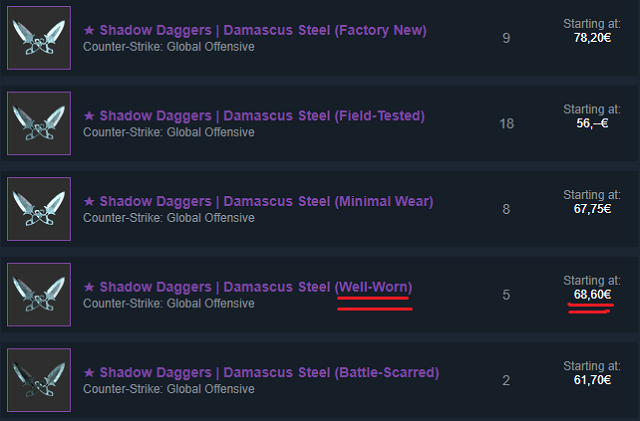 ★ Shadow Daggers | Damascus Steel (Factory New)
Counter-Strike: Global Offensive
9
Starting at:
78,20€
★ Shadow Daggers | Damascus Steel (Field-Tested)
Counter-Strike: Global Offensive
18
Starting at:
56,--€
★ Shadow Daggers | Damascus Steel (Minimal Wear)
Counter-Strike: Global Offensive
8
Starting at:
67,75€
★ Shadow Daggers | Damascus Steel (Well-Worn)
Counter-Strike: Global Offensive
5
Starting at:
68,60€
★ Shadow Daggers | Damascus Steel (Battle-Scarred)
Counter-Strike: Global Offensive
2
Starting at:
61,70€